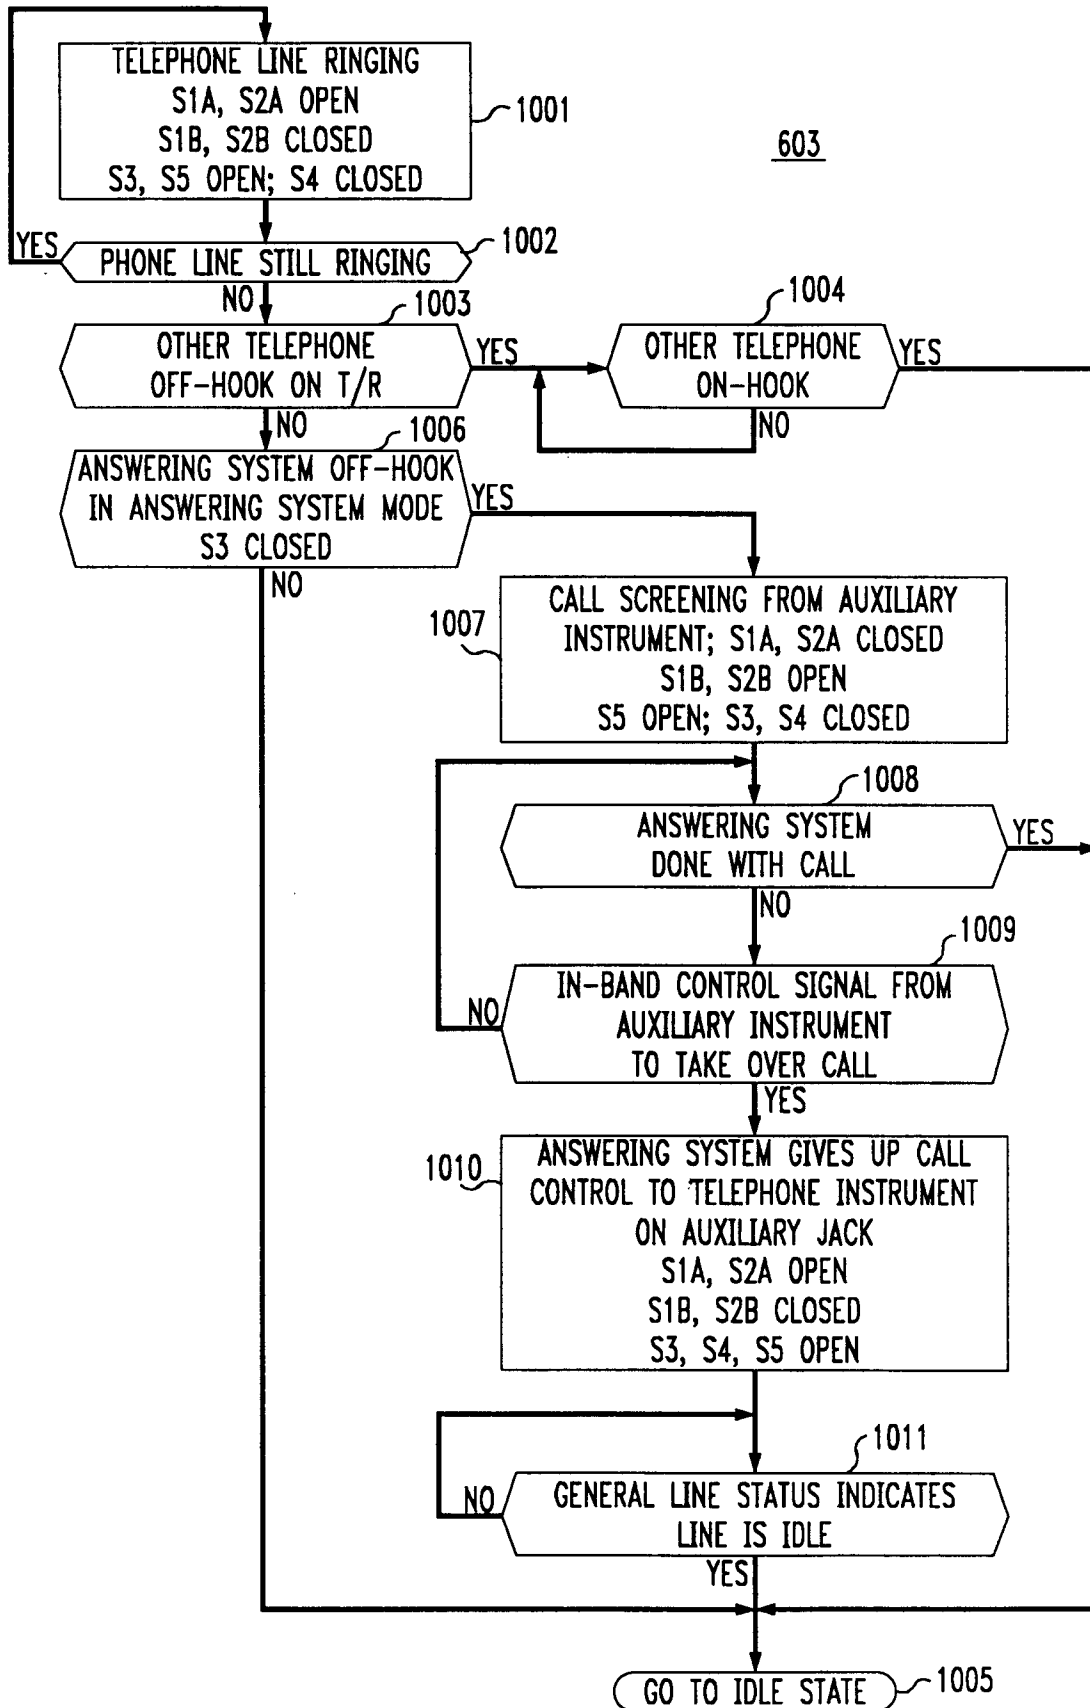 TELEPHONE LINE RINGING
S1A, S2A OPEN
S1B, S2B CLOSED
S3, S5 OPEN; S4 CLOSED
1001
603
YES
PHONE LINE STILL RINGING
1002
NO
1003
OTHER TELEPHONE
OFF-HOOK ON T/R
YES
1004
OTHER TELEPHONE
ON-HOOK
YES
NO
NO
1006
ANSWERING SYSTEM OFF-HOOK
IN ANSWERING SYSTEM MODE
S3 CLOSED
YES
NO
1007
CALL SCREENING FROM AUXILIARY
INSTRUMENT; S1A, S2A CLOSED
S1B, S2B OPEN
S5 OPEN; S3, S4 CLOSED
1008
ANSWERING SYSTEM
DONE WITH CALL
YES
NO
1009
IN-BAND CONTROL SIGNAL FROM
AUXILIARY INSTRUMENT
TO TAKE OVER CALL
NO
YES
1010
ANSWERING SYSTEM GIVES UP CALL
CONTROL TO TELEPHONE INSTRUMENT
ON AUXILIARY JACK
S1A, S2A OPEN
S1B, S2B CLOSED
S3, S4, S5 OPEN
1011
GENERAL LINE STATUS INDICATES
LINE IS IDLE
NO
YES
GO TO IDLE STATE
1005